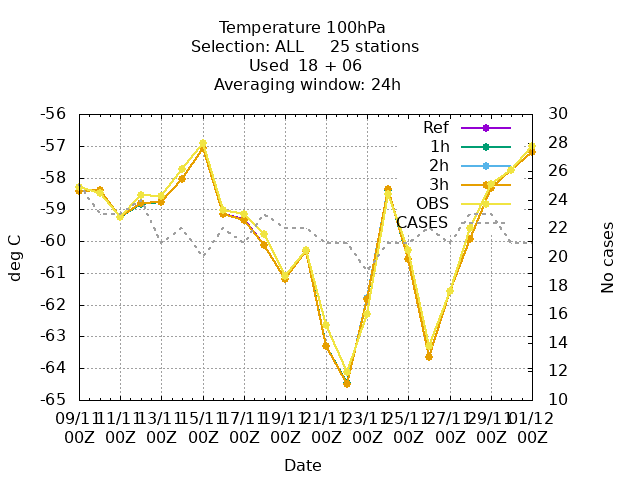 Temperature 100hPa
Selection: ALL 25 stations
Used 18 + 06
Averaging window: 24h
-56
-57
-58
-59
-60
-61
-62
-63
-64
-65
deg C
30
28
26
24
22
20
18
16
14
12
10
No cases
Ref
1h
2h
3h
OBS
CASES
09/11 11/11 13/11 15/11 17/11 19/11 21/11 23/11 25/11 27/11 29/11 01/12
00Z 00Z 00Z 00Z 00Z 00Z 00Z 00Z 00Z 00Z 00Z 00Z
Date